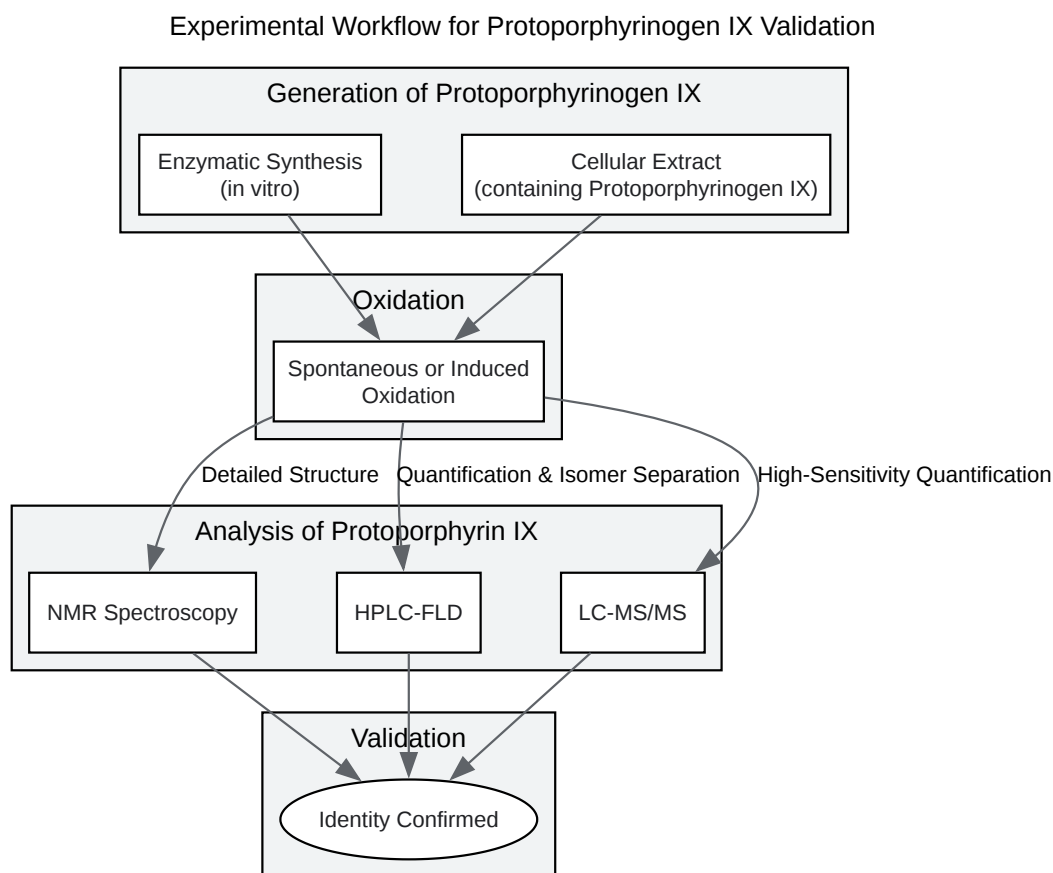 Experimental Workflow for Protoporphyrinogen IX Validation
Generation of Protoporphyrinogen IX
Enzymatic Synthesis
(in vitro)
Cellular Extract
(containing Protoporphyrinogen IX)
Oxidation
Spontaneous or Induced
Oxidation
Detailed Structure
Quantification & Isomer Separation
High-Sensitivity Quantification
Analysis of Protoporphyrin IX
NMR Spectroscopy
HPLC-FLD
LC-MS/MS
Validation
Identity Confirmed